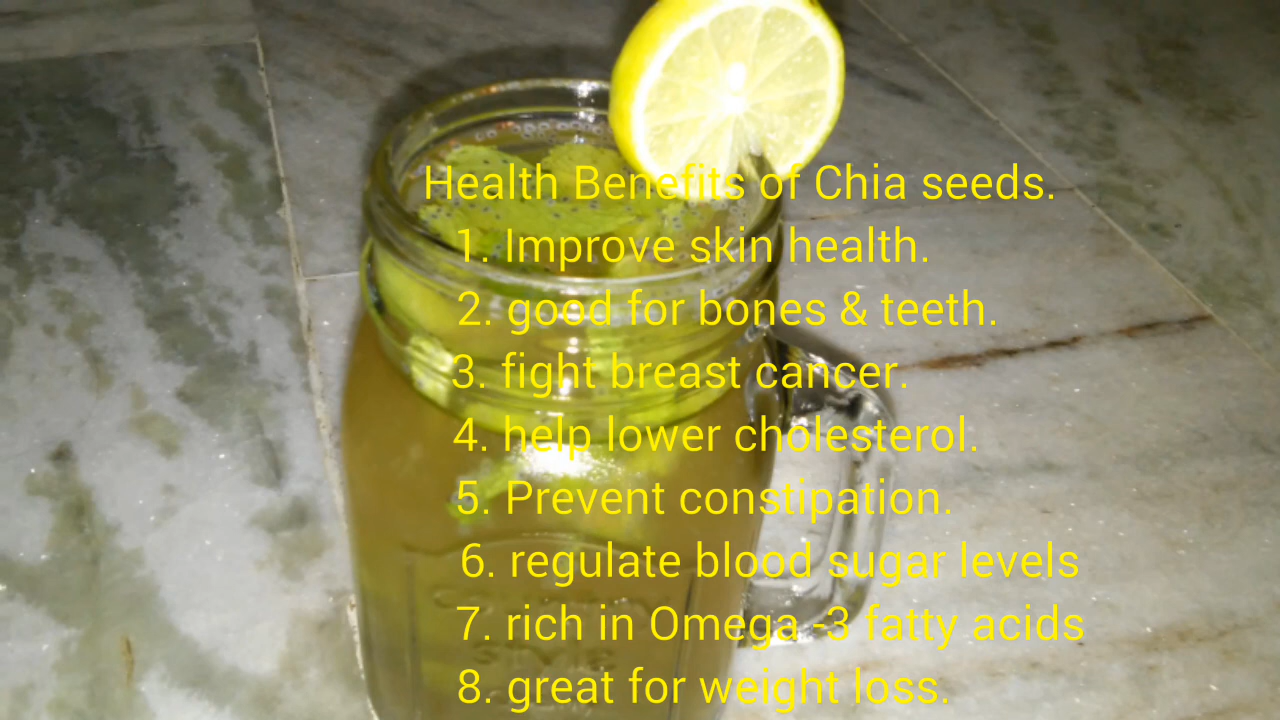 Health Benefits of Chia seeds.
1. Improve skin health.
2. good for bones & teeth.
3. fight breast cancer.
4. help lower cholesterol.
5. Prevent constipation.
6. regulate blood sugar levels
7. rich in Omega -3 fatty acids
8. great for weight loss.